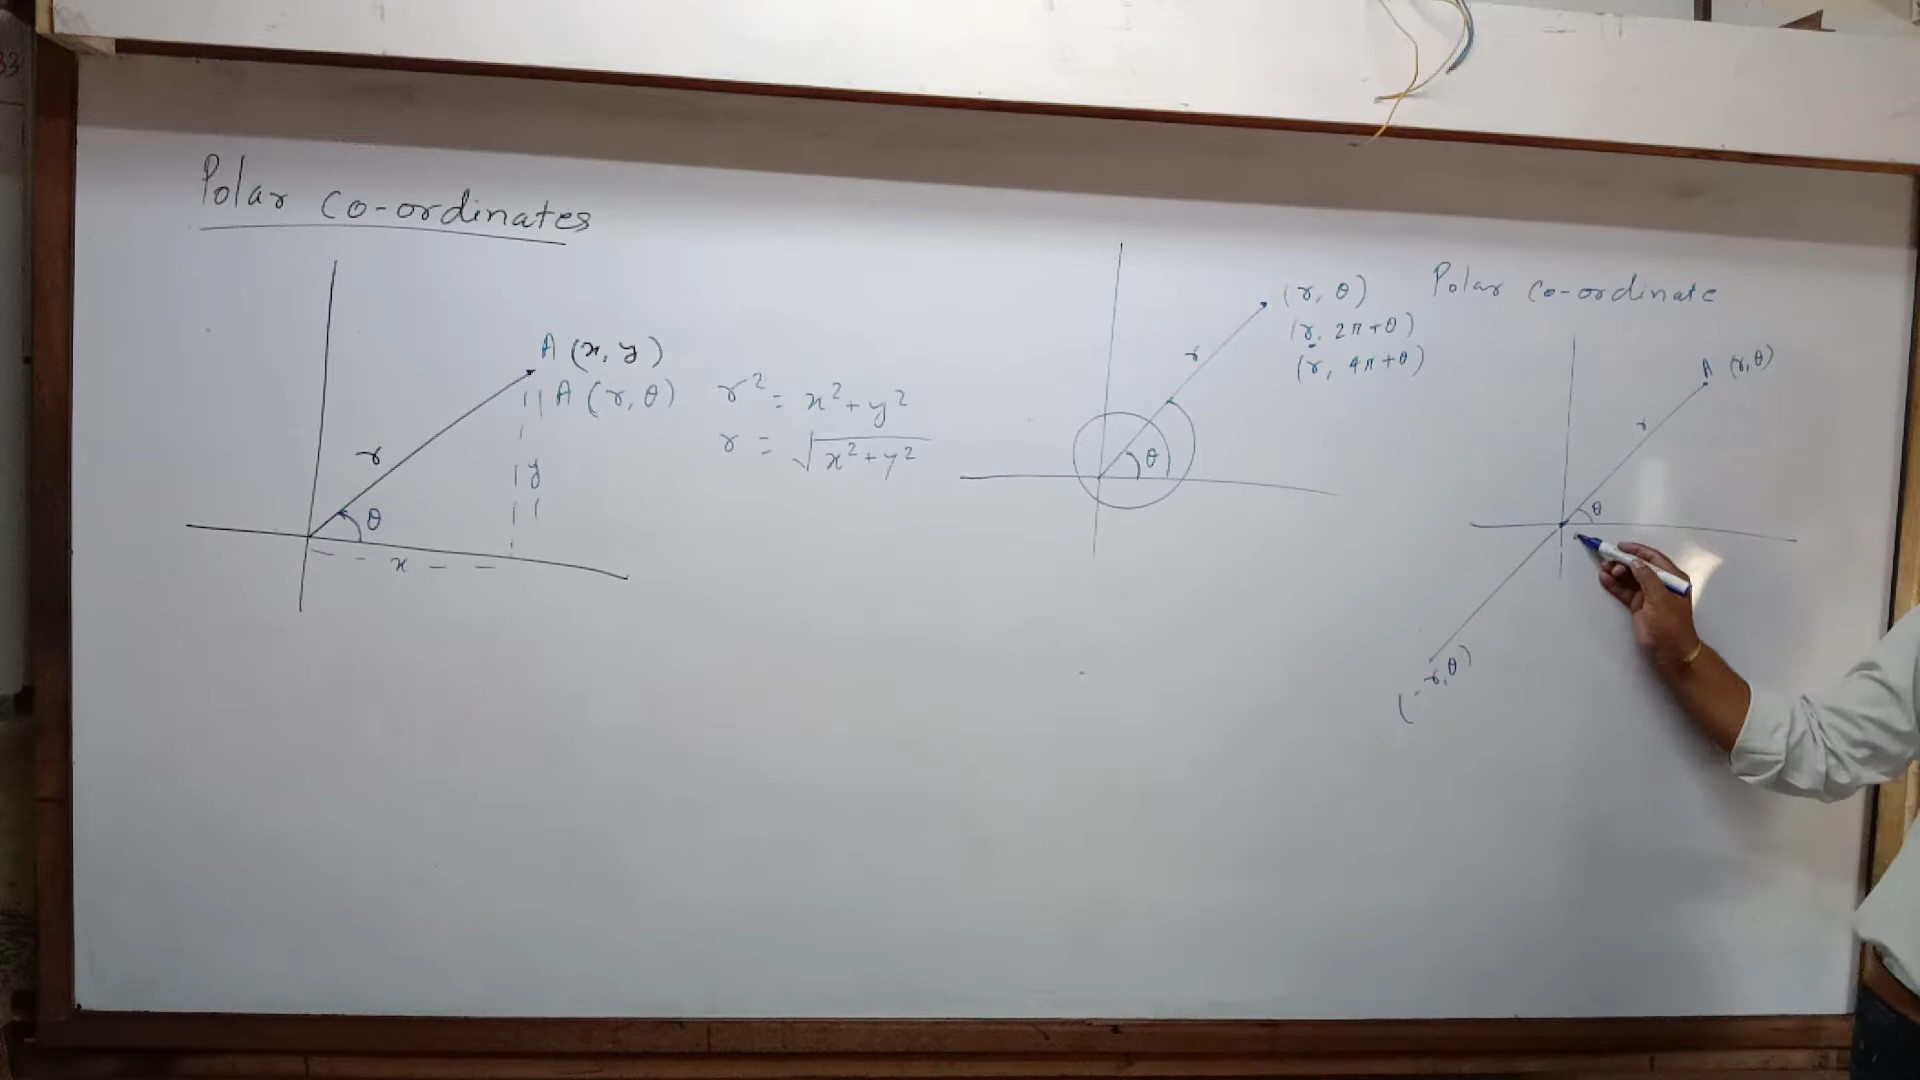 Polar Co-ordinates
A (x, y)
A (r, θ)
r
θ
y
x
r² = x² + y²
r = √x² + y²
(r, θ)
(r, 2π+θ)
(r, 4π+θ)
r
θ
Polar Co-ordinate
A (r, θ)
r
θ
(-r, θ)